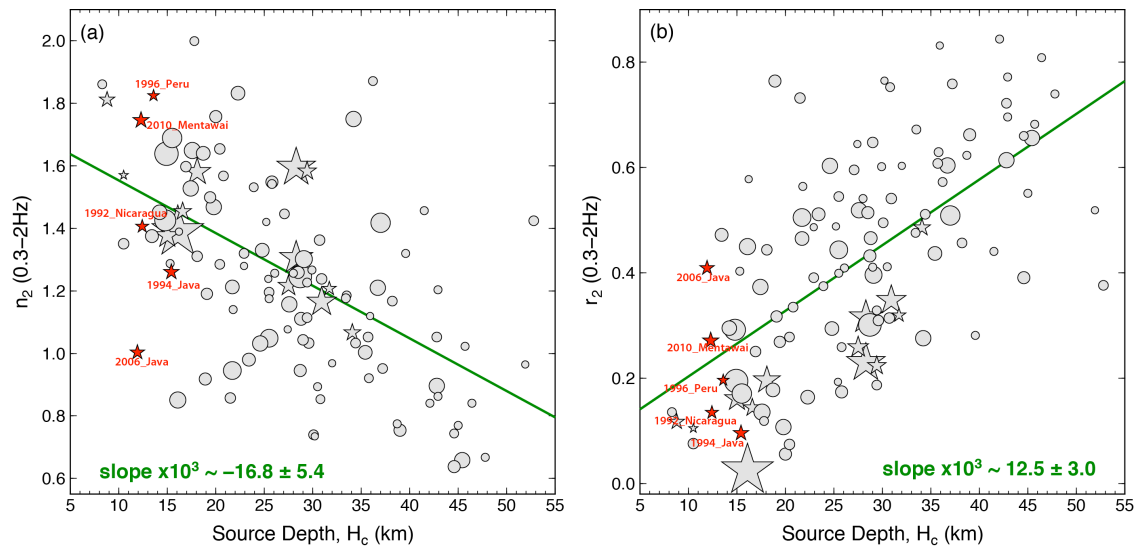 (a)
2.0
1.8
1.6
1.4
1.2
1.0
0.8
0.6
n2 (0.3–2Hz)
1996_Peru
2010_Mentawai
1992_Nicaragua
1994_Java
2006_Java
slope x10³ ~ −16.8 ± 5.4
5 10 15 20 25 30 35 40 45 50 55
Source Depth, Hc (km)
(b)
0.8
0.6
0.4
0.2
0.0
r2 (0.3–2Hz)
2006_Java
2010_Mentawai
1996_Peru
1992_Nicaragua
1994_Java
slope x10³ ~ 12.5 ± 3.0
5 10 15 20 25 30 35 40 45 50 55
Source Depth, Hc (km)